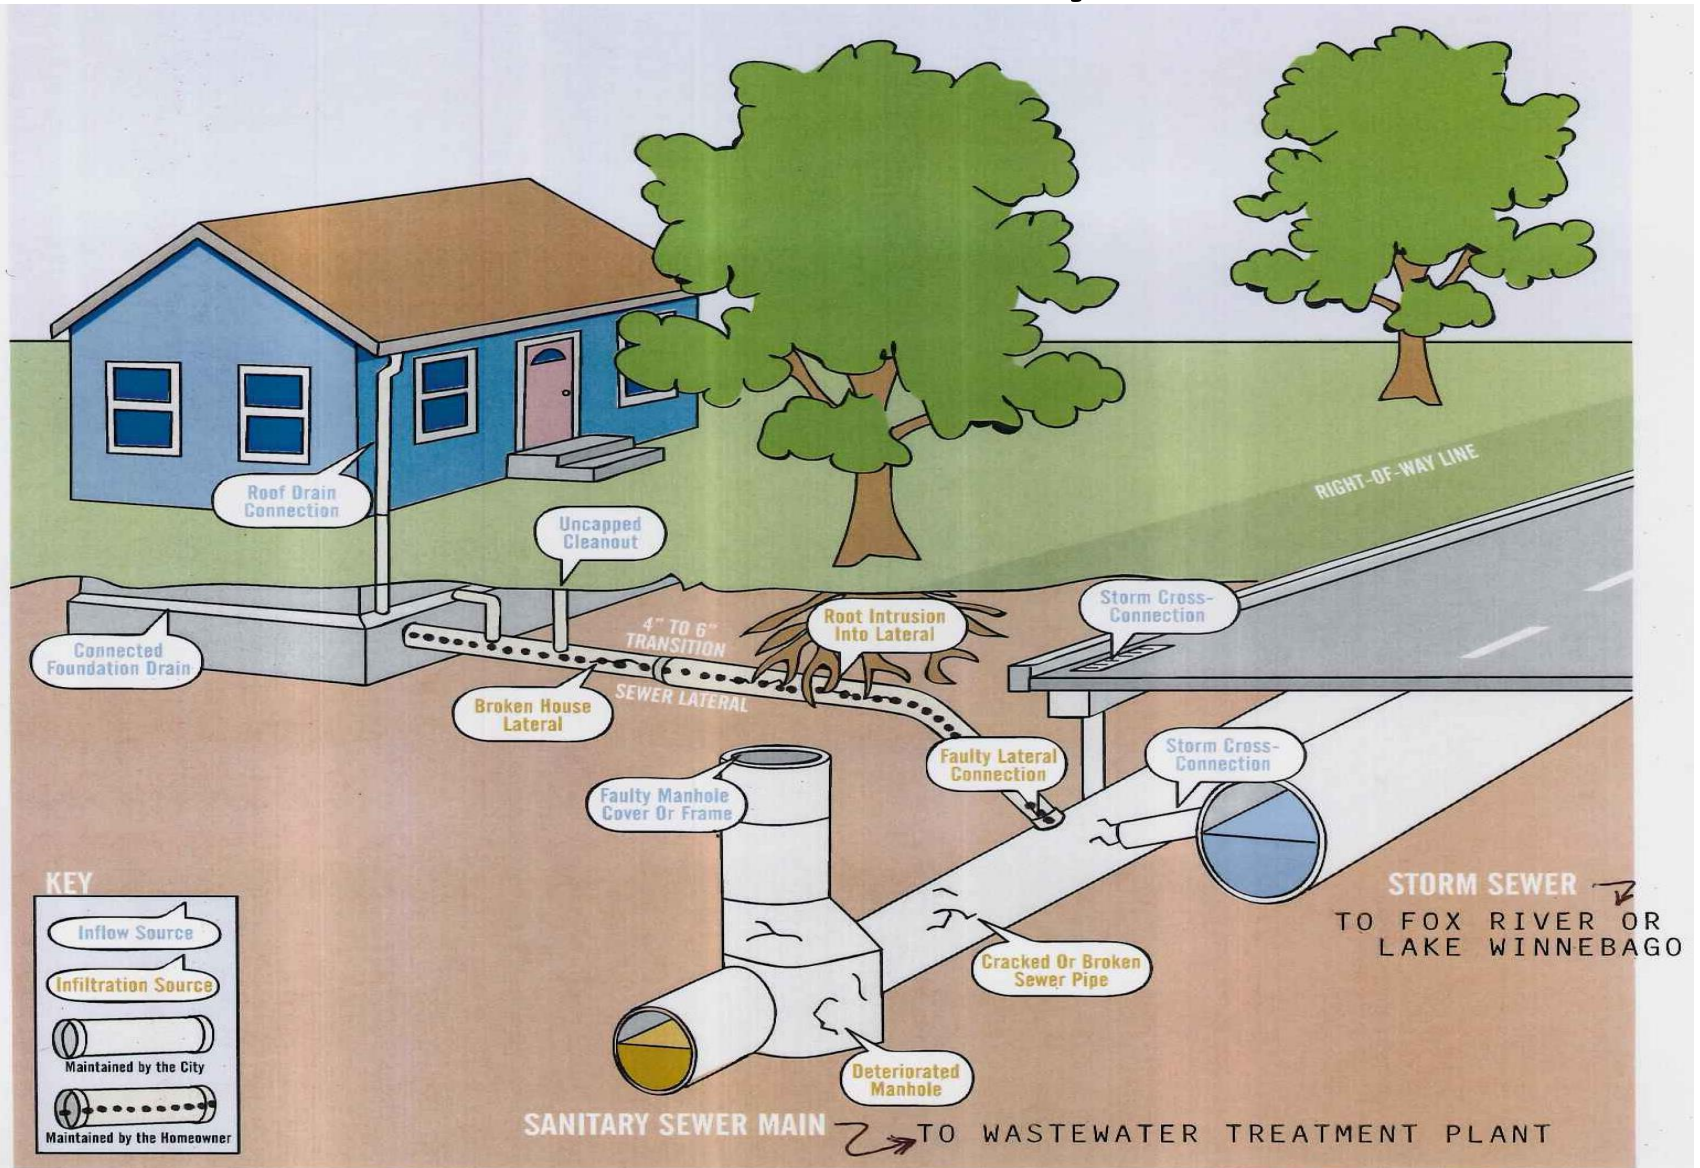 RIGHT-OF-WAY LINE
Roof Drain
Connection
Uncapped
Cleanout
Storm Cross-
Connection
Root Intrusion
Into Lateral
4" TO 6"
TRANSITION
Connected
Foundation Drain
SEWER LATERAL
Broken House
Lateral
Storm Cross-
Connection
Faulty Lateral
Connection
Faulty Manhole
Cover Or Frame
KEY
Inflow Source
Infiltration Source
Maintained by the City
Maintained by the Homeowner
STORM SEWER
TO FOX RIVER OR
LAKE WINNEBAGO
Cracked Or Broken
Sewer Pipe
Deteriorated
Manhole
SANITARY SEWER MAIN
TO WASTEWATER TREATMENT PLANT